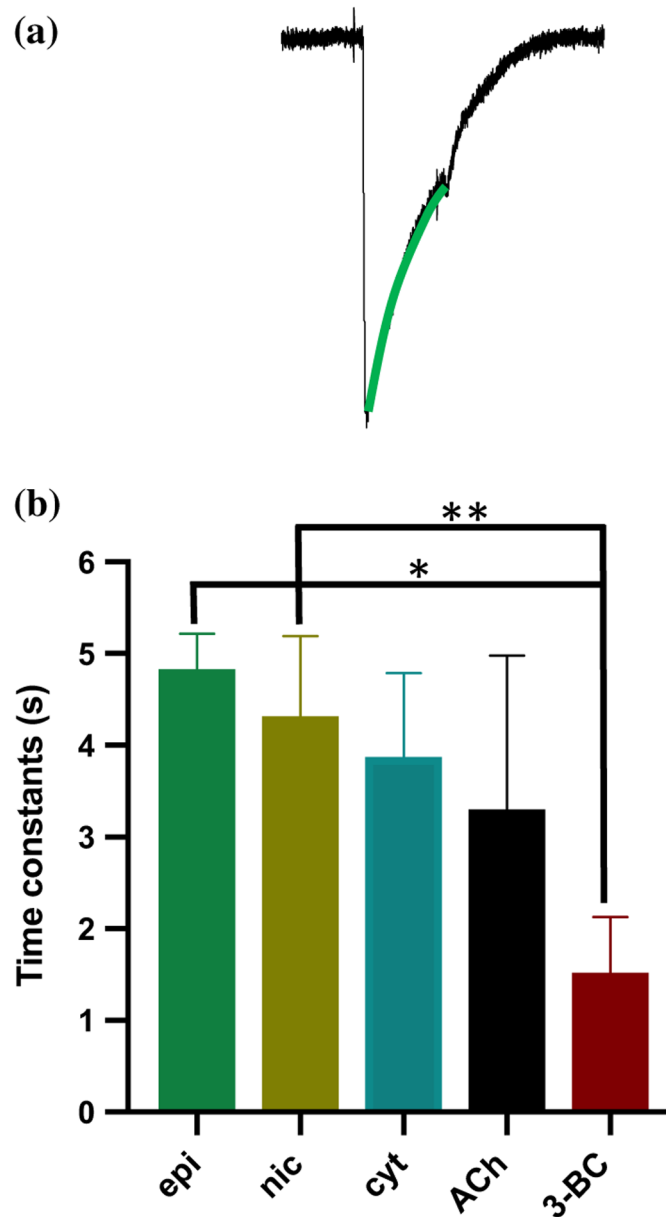 (a)
(b)
**
*
6
5
4
3
2
1
0
Time constants (s)
epi
nic
cyt
ACh
3-BC